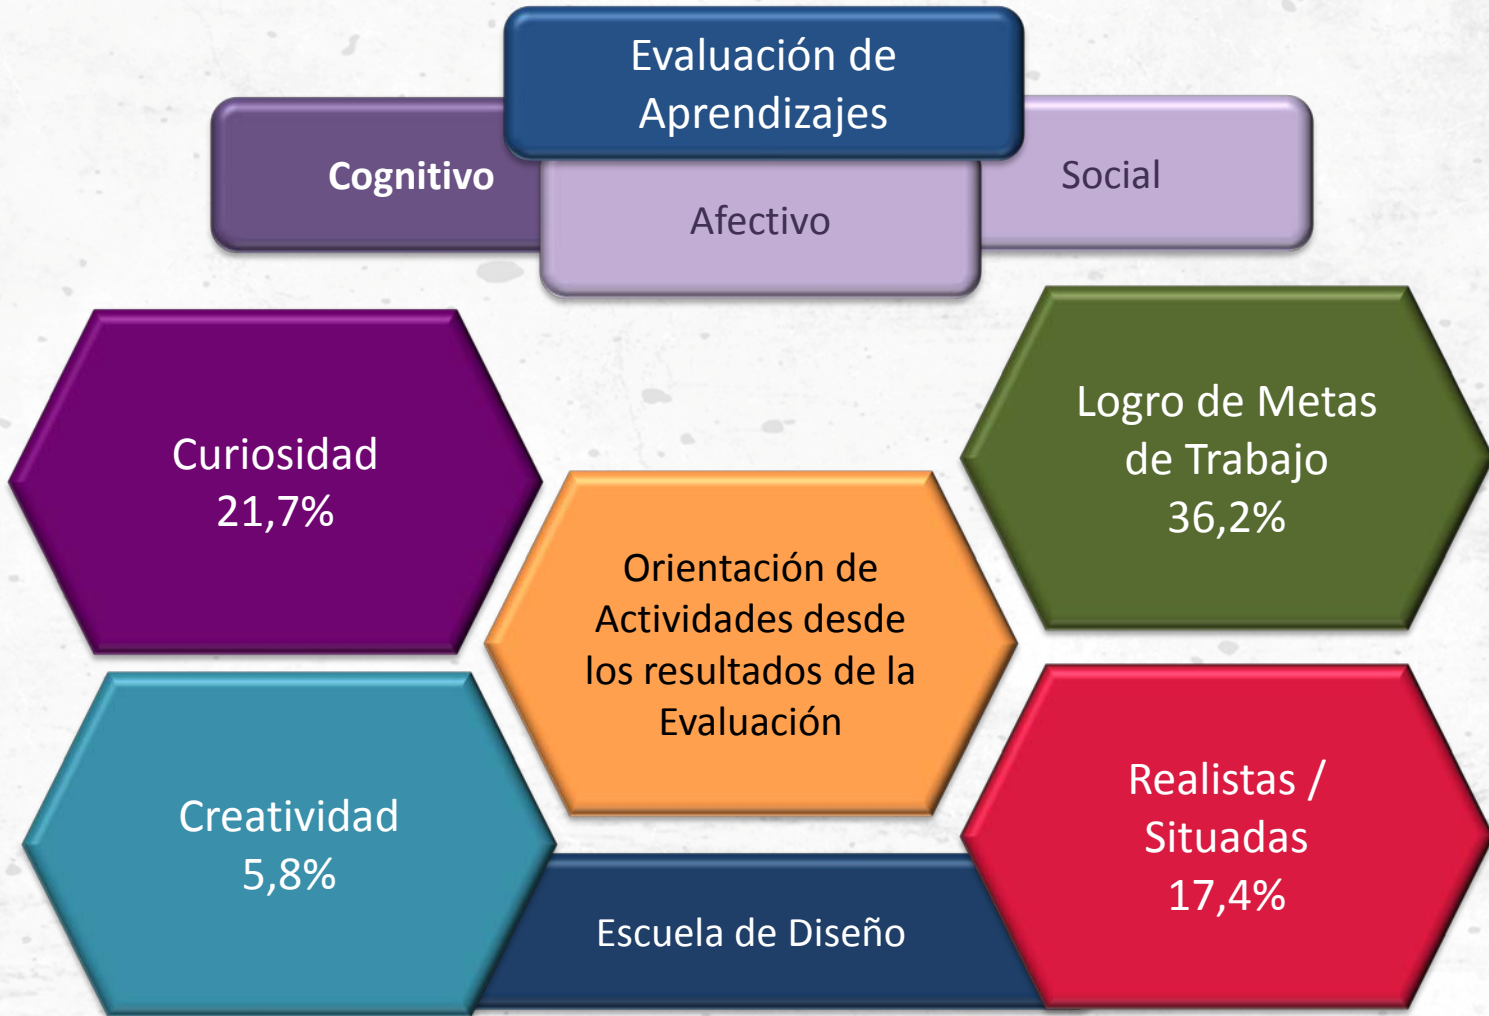 Evaluación de
Aprendizajes
Cognitivo
Afectivo
Social
Curiosidad
21,7%
Logro de Metas
de Trabajo
36,2%
Orientación de
Actividades desde
los resultados de la
Evaluación
Creatividad
5,8%
Realistas /
Situadas
17,4%
Escuela de Diseño